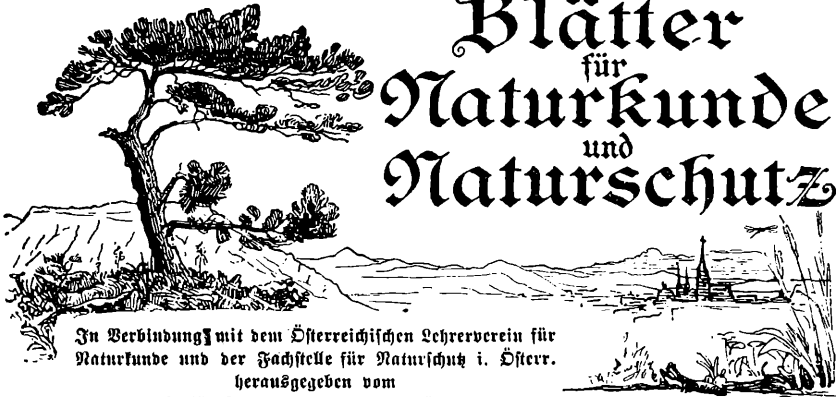 Blätter
für
Naturkunde
und
Naturschutz
In Verbindung mit dem Österreichischen Lehrerverein für
Naturkunde und der Fachstelle für Naturschutz i. Österr.
herausgegeben vom